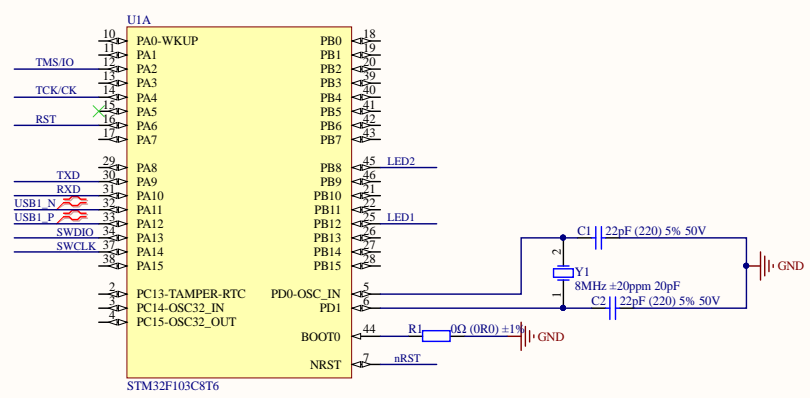 U1A
10 PA0-WKUP PB0 18
11 PA1 PB1 19
TMS/IO 12 PA2 PB2 20
13 PA3 PB3 39
TCK/CK 14 PA4 PB4 40
15 PA5 PB5 41
RST 16 PA6 PB6 42
17 PA7 PB7 43
29 PA8 PB8 45 LED2
TXD 30 PA9 PB9 46
RXD 31 PA10 PB10 21
USB1_N 32 PA11 PB11 22
USB1_P 33 PA12 PB12 25 LED1
SWDIO 34 PA13 PB13 26
SWCLK 37 PA14 PB14 27
38 PA15 PB15 28
C1 22pF (220) 5% 50V
2
GND
Y1
8MHz ±20ppm 20pF
1
C2 22pF (220) 5% 50V
2 PC13-TAMPER-RTC PD0-OSC_IN 5
3 PC14-OSC32_IN PD1 6
4 PC15-OSC32_OUT
BOOT0 44 R1 0Ω (0R0) ±1% GND
NRST 7 nRST
STM32F103C8T6